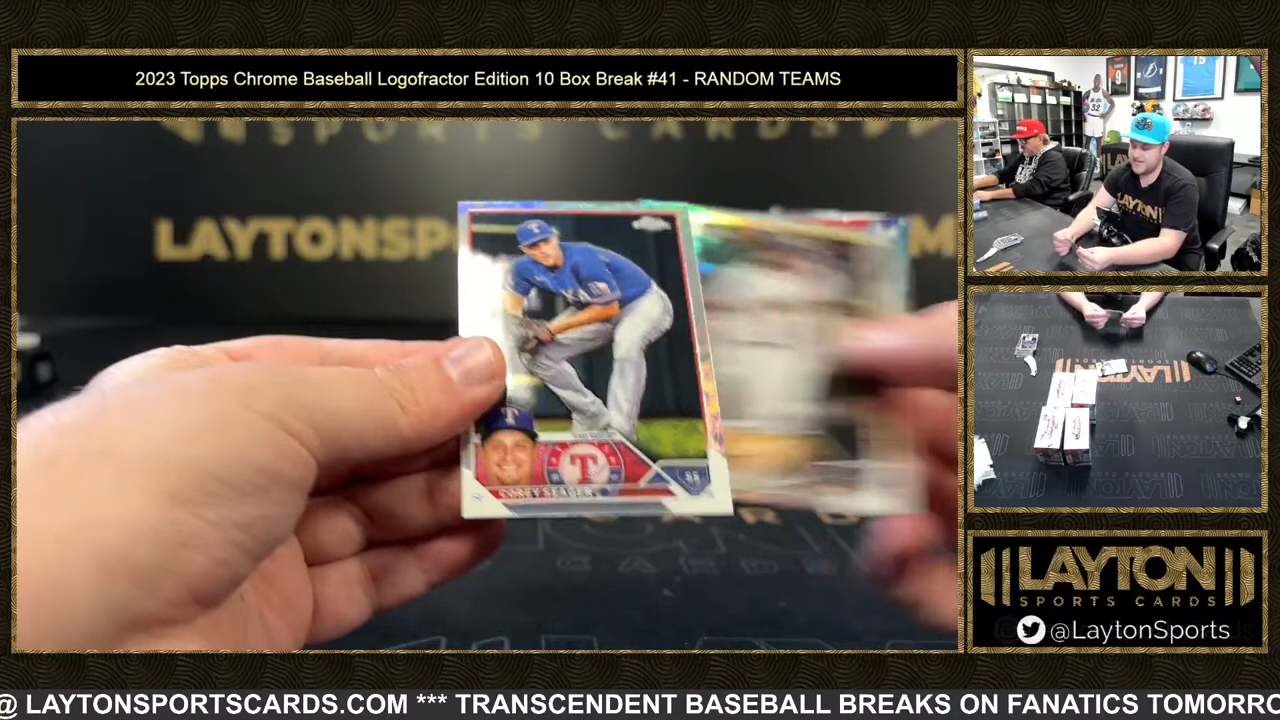 2023 Topps Chrome Baseball Logofractor Edition 10 Box Break #41 - RANDOM TEAMS
LAYTONSP
COREY SEAGER
SS
T
LAYTON
SPORTS CARDS
@LaytonSports
@ LAYTONSPORTSCARDS.COM *** TRANSCENDENT BASEBALL BREAKS ON FANATICS TOMORRO